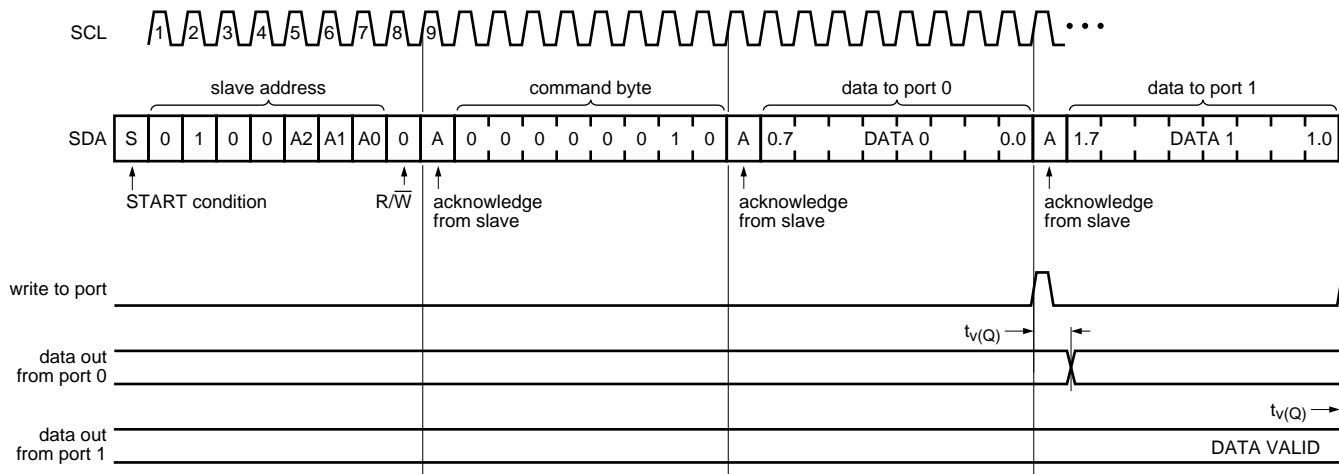 SCL 1 2 3 4 5 6 7 8 9 •••
slave address command byte data to port 0 data to port 1
SDA S 0 1 0 0 A2 A1 A0 0 A 0 0 0 0 0 0 1 0 A 0.7 DATA 0 0.0 A 1.7 DATA 1 1.0
START condition R/W̅ acknowledge from slave acknowledge from slave acknowledge from slave
write to port
tv(Q)
data out from port 0
tv(Q)
data out from port 1 DATA VALID